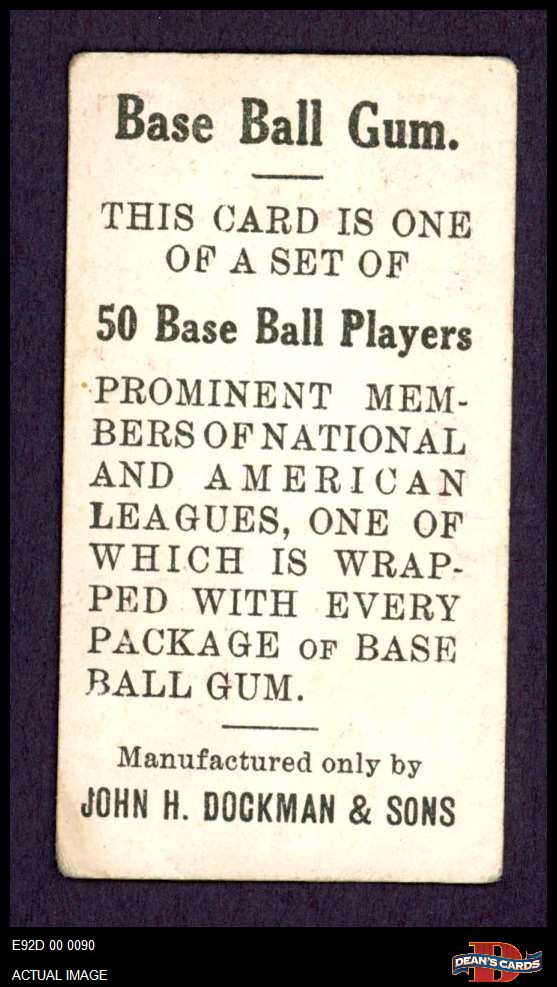 Base Ball Gum.
THIS CARD IS ONE
OF A SET OF
50 Base Ball Players
PROMINENT MEM-
BERS OF NATIONAL
AND AMERICAN
LEAGUES, ONE OF
WHICH IS WRAP-
PED WITH EVERY
PACKAGE OF BASE
BALL GUM.
Manufactured only by
JOHN H. DOCKMAN & SONS
E92D 00 0090
ACTUAL IMAGE
D
DEAN'S CARDS